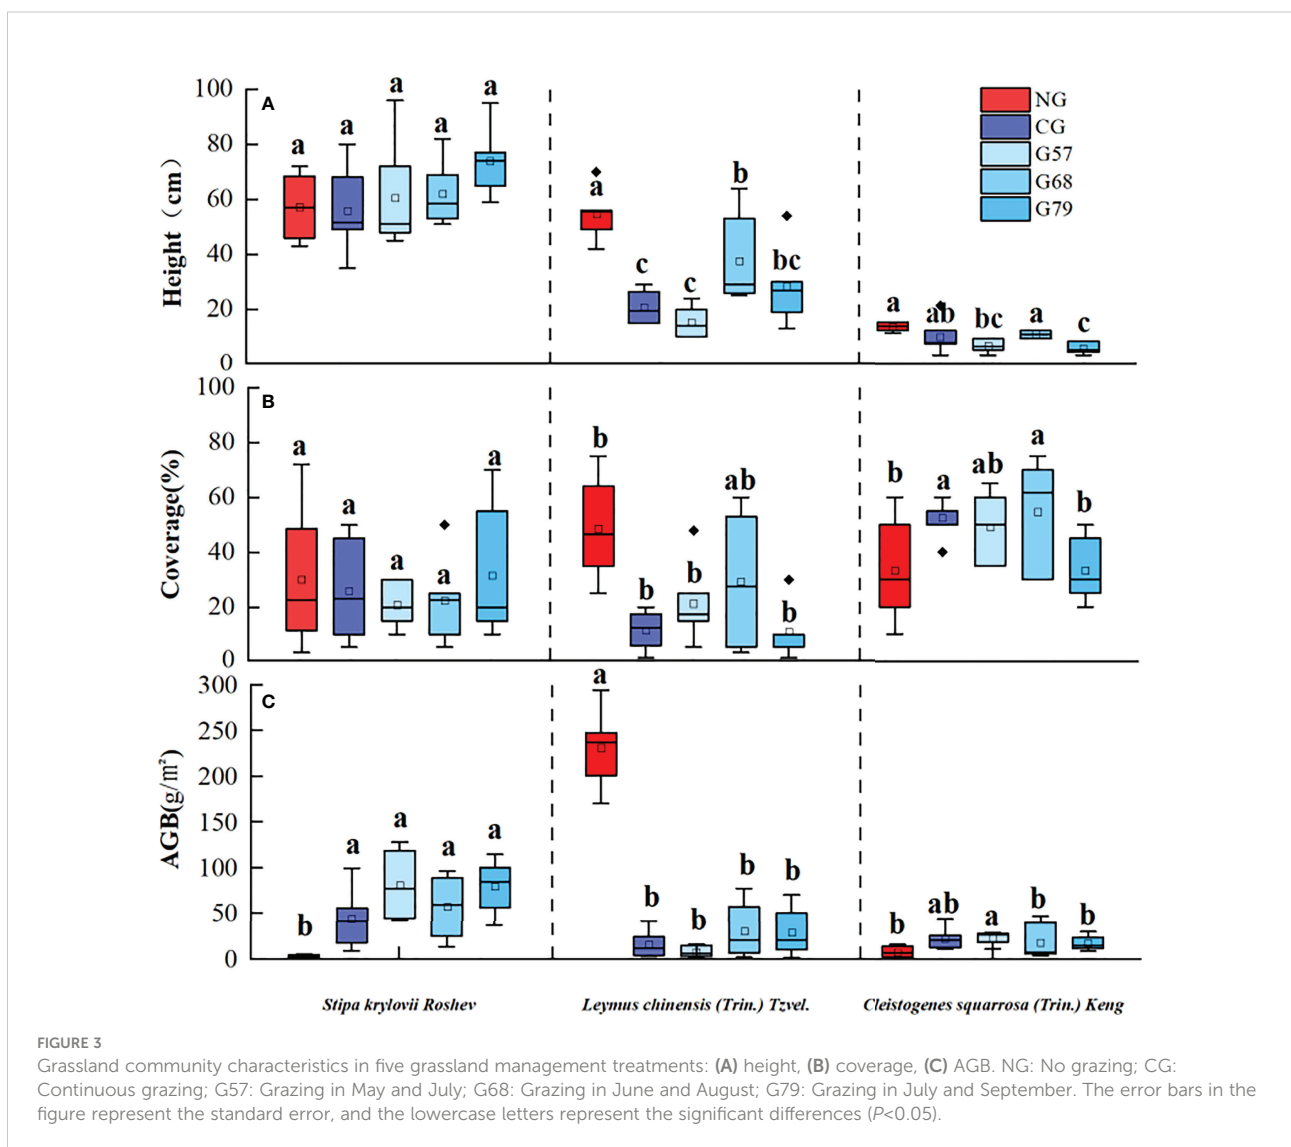 A
100
80
60
40
20
0
Height (cm)
a a a a a
a c c b bc
a ab bc a c
NG
CG
G57
G68
G79
B
100
80
60
40
20
0
Coverage(%)
a a a a a
b b b ab b
b a ab a b
C
300
250
200
150
100
50
0
AGB(g/m²)
b a a a a
a b b b b
b ab a b b
Stipa krylovii Roshev
Leymus chinensis (Trin.) Tzvel.
Cleistogenes squarrosa (Trin.) Keng
FIGURE 3
Grassland community characteristics in five grassland management treatments: (A) height, (B) coverage, (C) AGB. NG: No grazing; CG:
Continuous grazing; G57: Grazing in May and July; G68: Grazing in June and August; G79: Grazing in July and September. The error bars in the
figure represent the standard error, and the lowercase letters represent the significant differences (P<0.05).